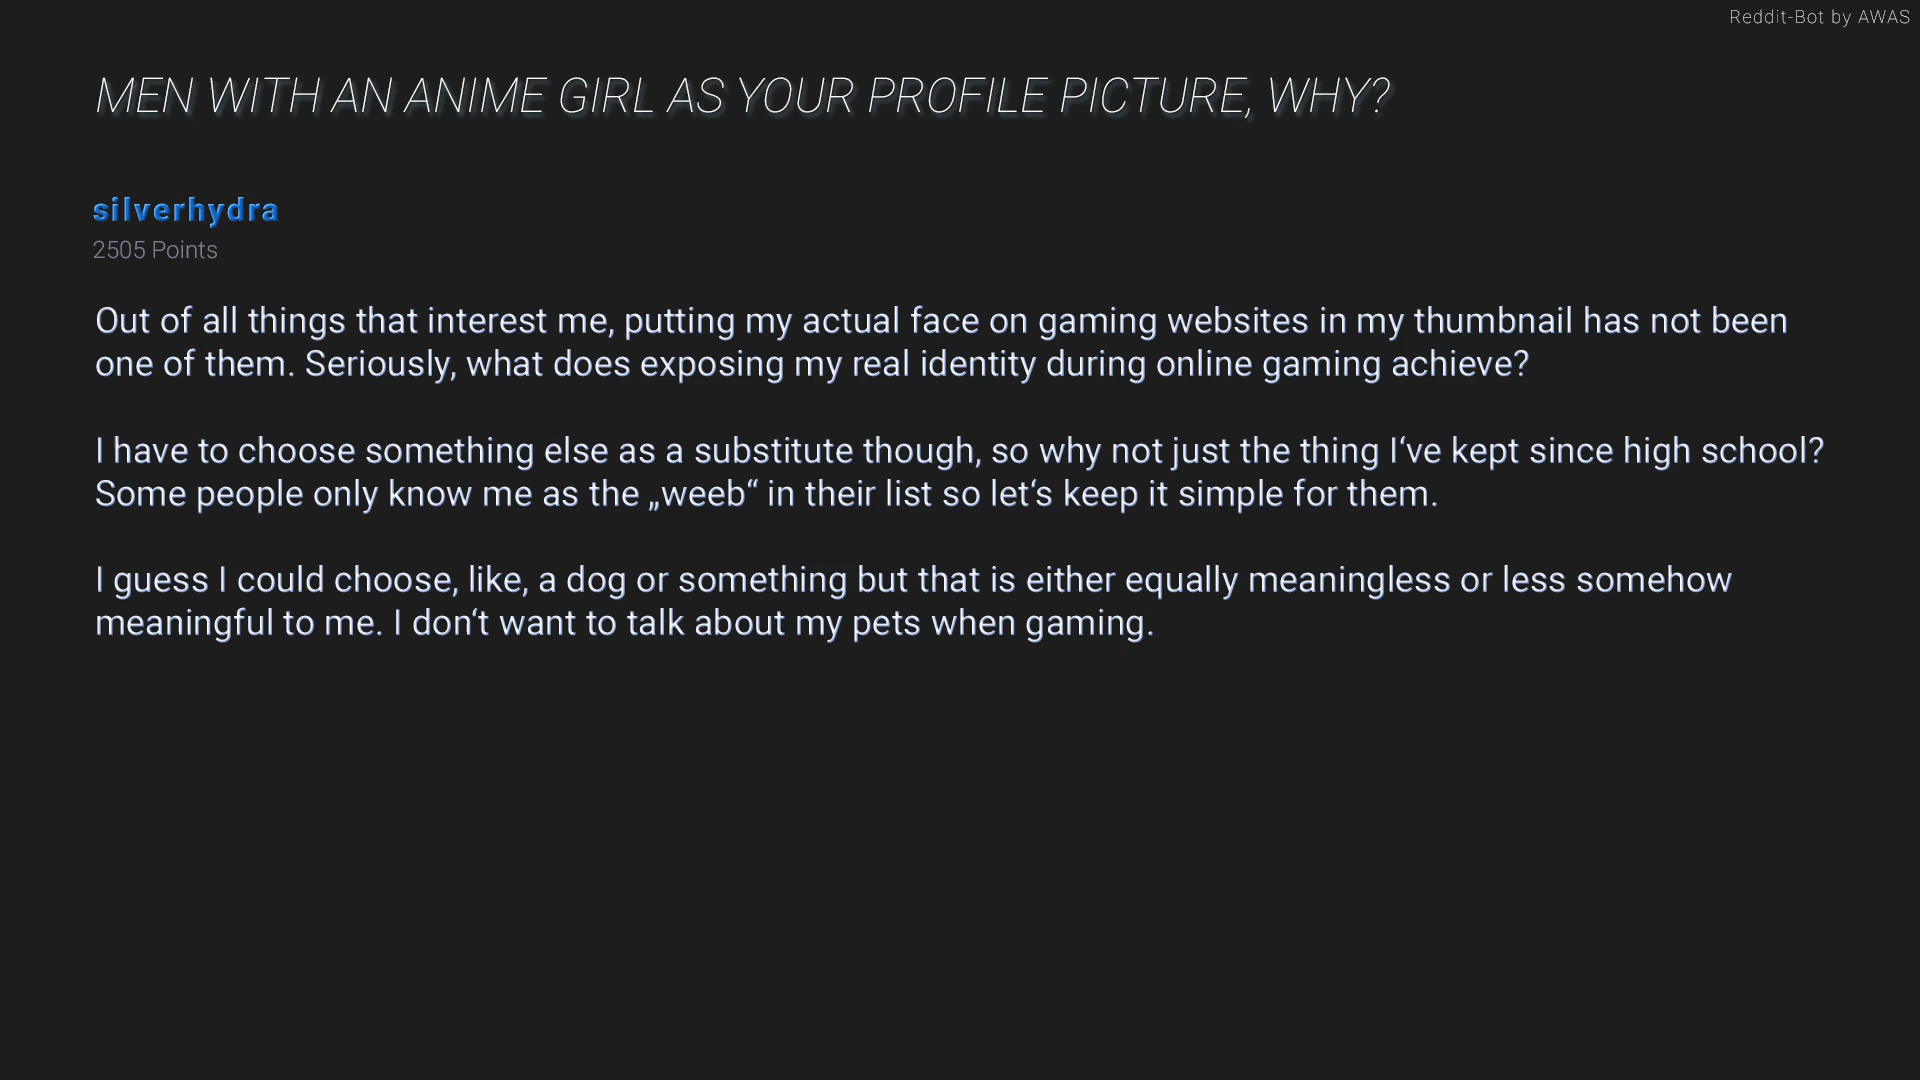 Reddit-Bot by AWAS
MEN WITH AN ANIME GIRL AS YOUR PROFILE PICTURE, WHY?
silverhydra
2505 Points
Out of all things that interest me, putting my actual face on gaming websites in my thumbnail has not been
one of them. Seriously, what does exposing my real identity during online gaming achieve?
I have to choose something else as a substitute though, so why not just the thing I‘ve kept since high school?
Some people only know me as the „weeb“ in their list so let‘s keep it simple for them.
I guess I could choose, like, a dog or something but that is either equally meaningless or less somehow
meaningful to me. I don‘t want to talk about my pets when gaming.